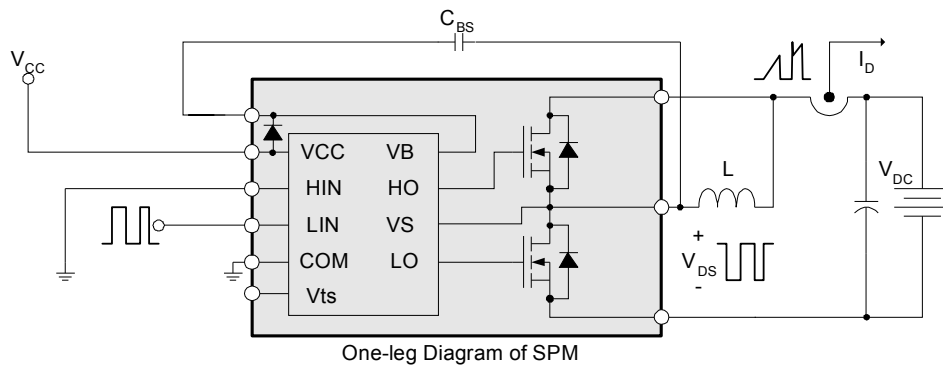 C_BS
V_CC
I_D
VCC VB
HIN HO
LIN VS
COM LO
Vts
L
V_DC
+
V_DS
-
One-leg Diagram of SPM